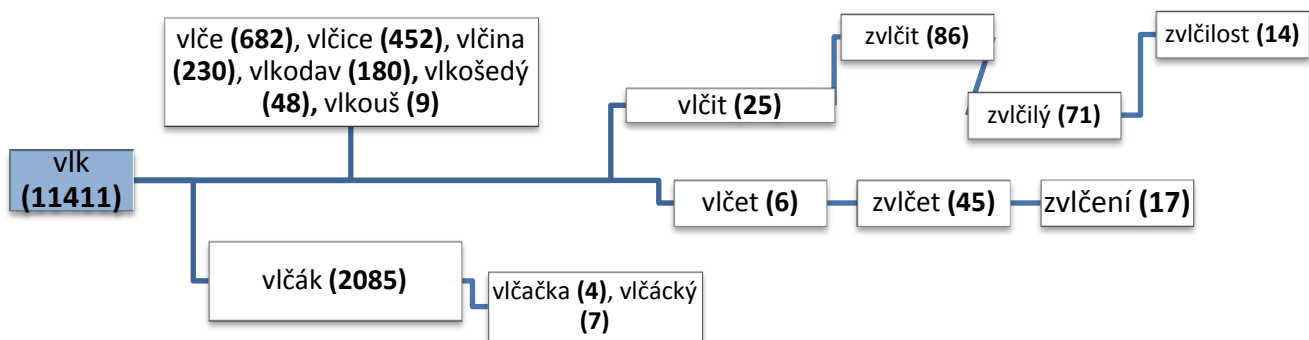 vlče (682), vlčice (452), vlčina
(230), vlkodav (180), vlkošedý
(48), vlkouš (9)
zvlčit (86)
zvlčilost (14)
vlčit (25)
zvlčilý (71)
vlk
(11411)
vlčet (6)
zvlčet (45)
zvlčení (17)
vlčák (2085)
vlčačka (4), vlčácký
(7)